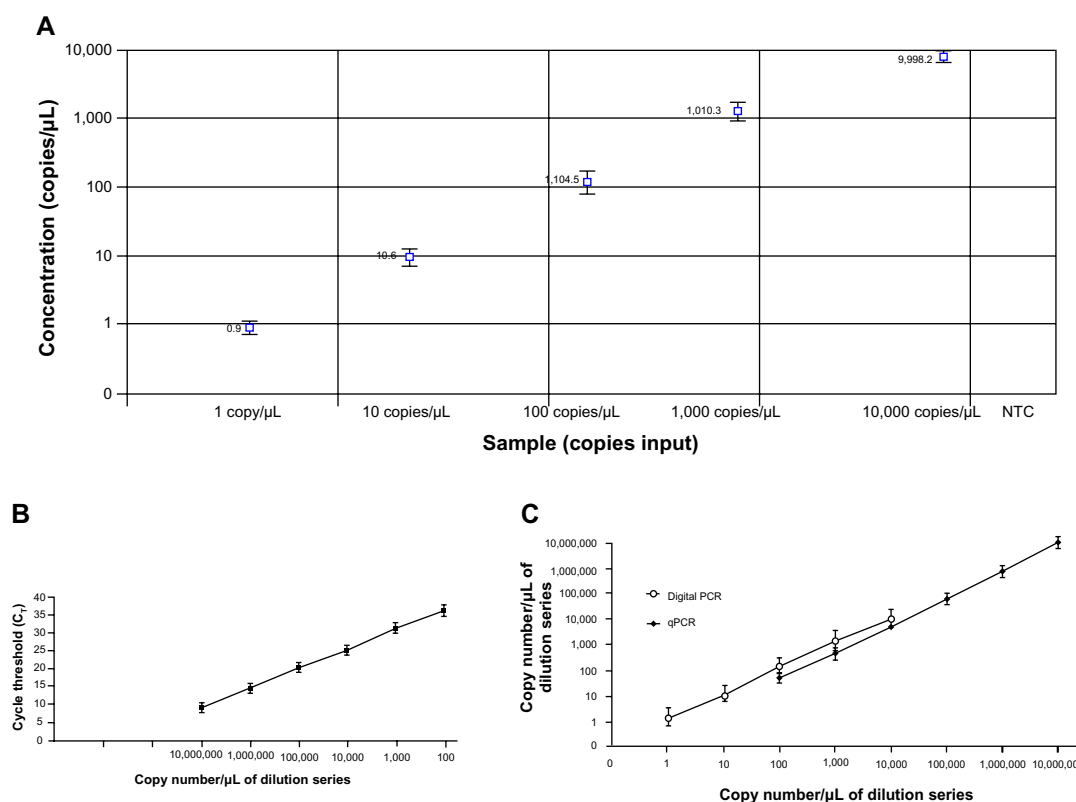 A
Concentration (copies/µL)
10,000
1,000
100
10
1
0
0.9
10.6
1,104.5
1,010.3
9,998.2
1 copy/µL
10 copies/µL
100 copies/µL
1,000 copies/µL
10,000 copies/µL
NTC
Sample (copies input)
B
Cycle threshold (CT)
40
35
30
25
20
15
10
5
0
10,000,000
1,000,000
100,000
10,000
1,000
100
Copy number/µL of dilution series
C
Copy number/µL of
dilution series
10,000,000
1,000,000
100,000
10,000
1,000
100
10
1
0
Digital PCR
qPCR
0
1
10
100
1,000
10,000
100,000
1,000,000
10,000,00
Copy number/µL of dilution series